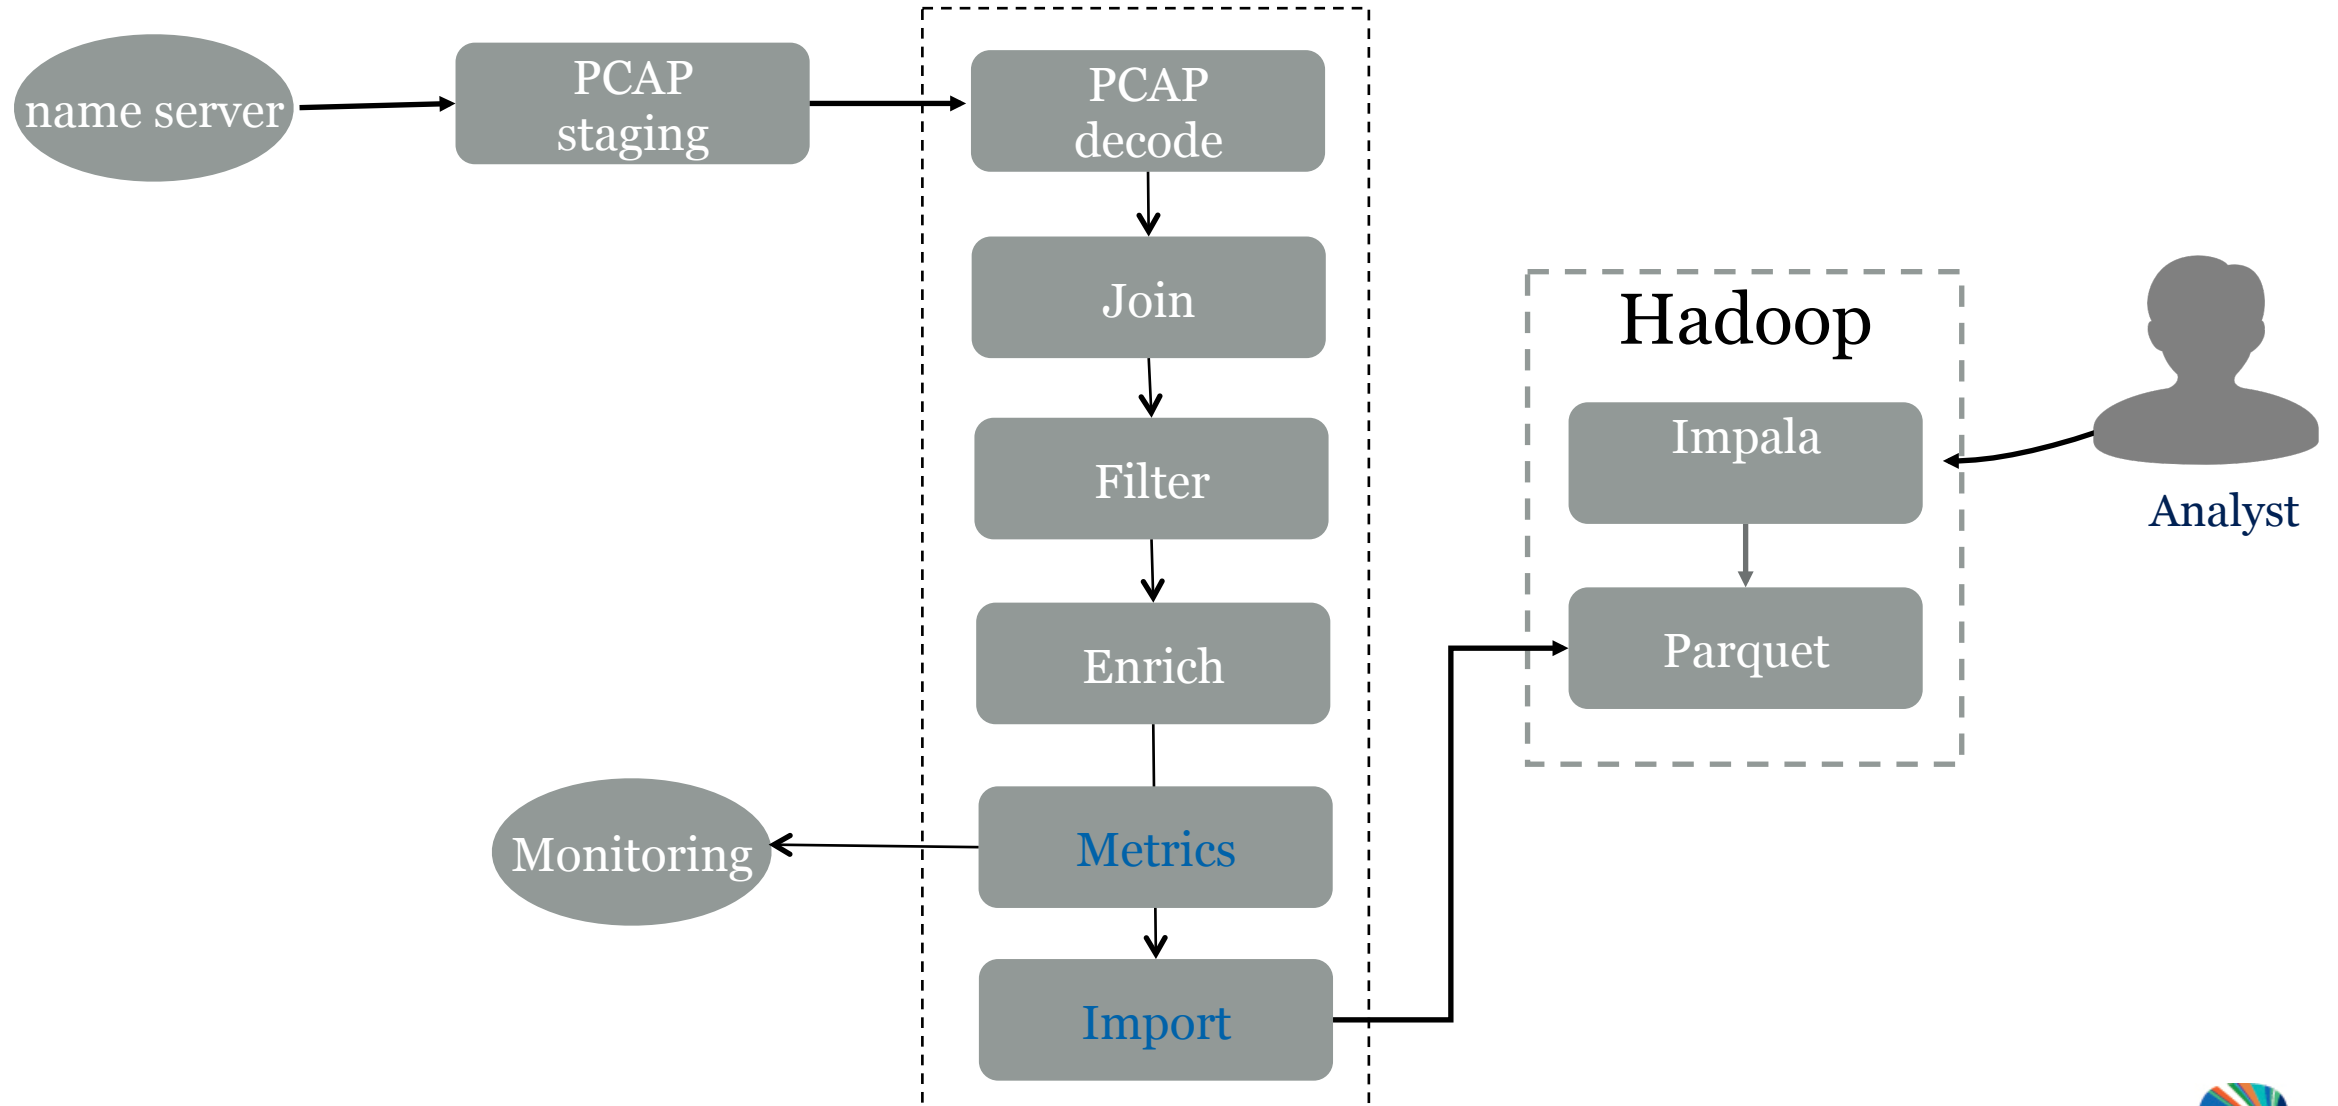 name server
PCAP
staging
PCAP
decode
Join
Filter
Enrich
Metrics
Import
Monitoring
Hadoop
Impala
Parquet
Analyst